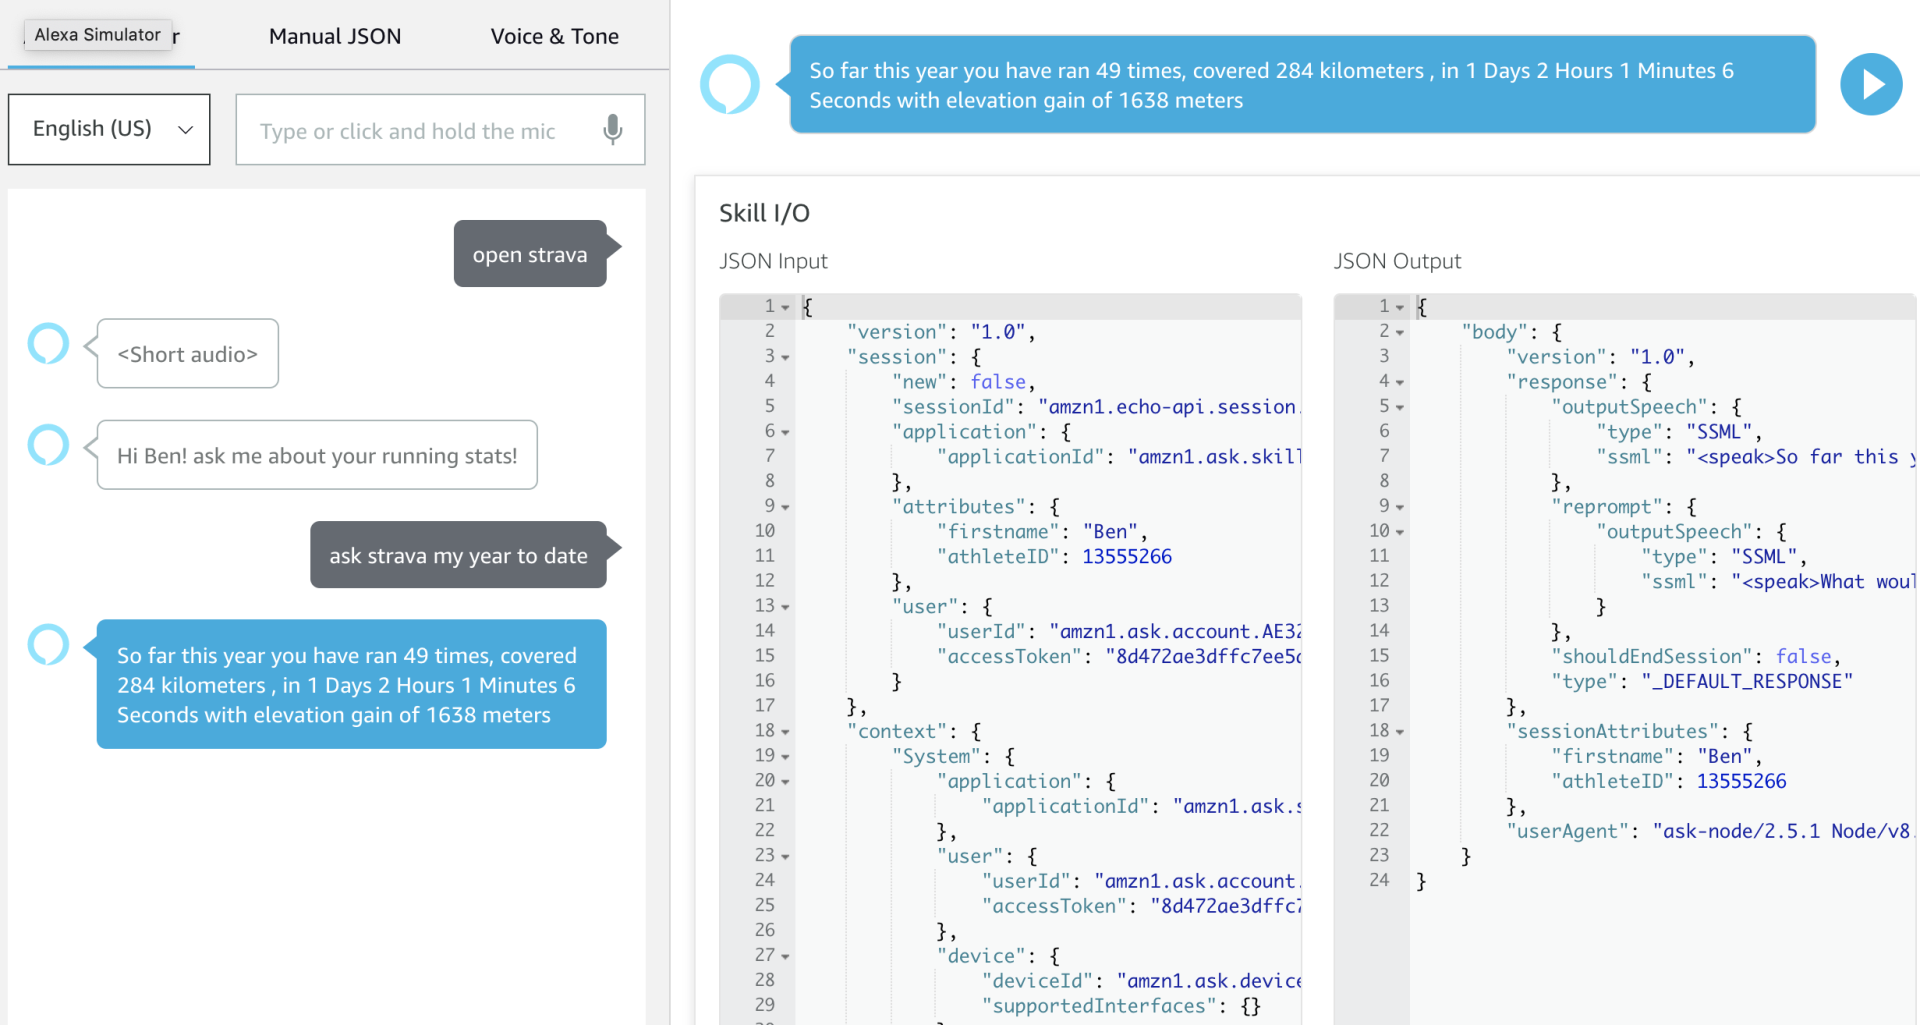 Alexa Simulator
Manual JSON
Voice & Tone
English (US)
Type or click and hold the mic
open strava
<Short audio>
Hi Ben! ask me about your running stats!
ask strava my year to date
So far this year you have ran 49 times, covered
284 kilometers , in 1 Days 2 Hours 1 Minutes 6
Seconds with elevation gain of 1638 meters
So far this year you have ran 49 times, covered 284 kilometers , in 1 Days 2 Hours 1 Minutes 6
Seconds with elevation gain of 1638 meters
Skill I/O
JSON Input
1 {
2 "version": "1.0",
3 "session": {
4 "new": false,
5 "sessionId": "amzn1.echo-api.session.
6 "application": {
7 "applicationId": "amzn1.ask.skill
8 },
9 "attributes": {
10 "firstname": "Ben",
11 "athleteID": 13555266
12 },
13 "user": {
14 "userId": "amzn1.ask.account.AE32
15 "accessToken": "8d472ae3dffc7ee5
16 }
17 },
18 "context": {
19 "System": {
20 "application": {
21 "applicationId": "amzn1.ask.s
22 },
23 "user": {
24 "userId": "amzn1.ask.account.
25 "accessToken": "8d472ae3dffc7
26 },
27 "device": {
28 "deviceId": "amzn1.ask.device
29 "supportedInterfaces": {}
JSON Output
1 {
2 "body": {
3 "version": "1.0",
4 "response": {
5 "outputSpeech": {
6 "type": "SSML",
7 "ssml": "<speak>So far this y
8 },
9 "reprompt": {
10 "outputSpeech": {
11 "type": "SSML",
12 "ssml": "<speak>What woul
13 }
14 },
15 "shouldEndSession": false,
16 "type": "_DEFAULT_RESPONSE"
17 },
18 "sessionAttributes": {
19 "firstname": "Ben",
20 "athleteID": 13555266
21 },
22 "userAgent": "ask-node/2.5.1 Node/v8.
23 }
24 }